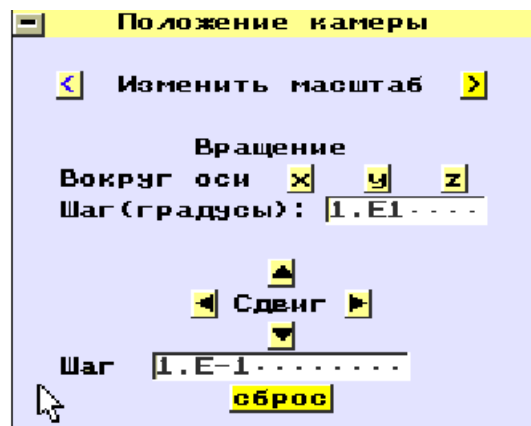 Положение камеры
< Изменить масштаб >
Вращение
Вокруг оси x y z
Шаг(градусы): 1.E1····
Сдвиг
Шаг 1.E-1········
сброс